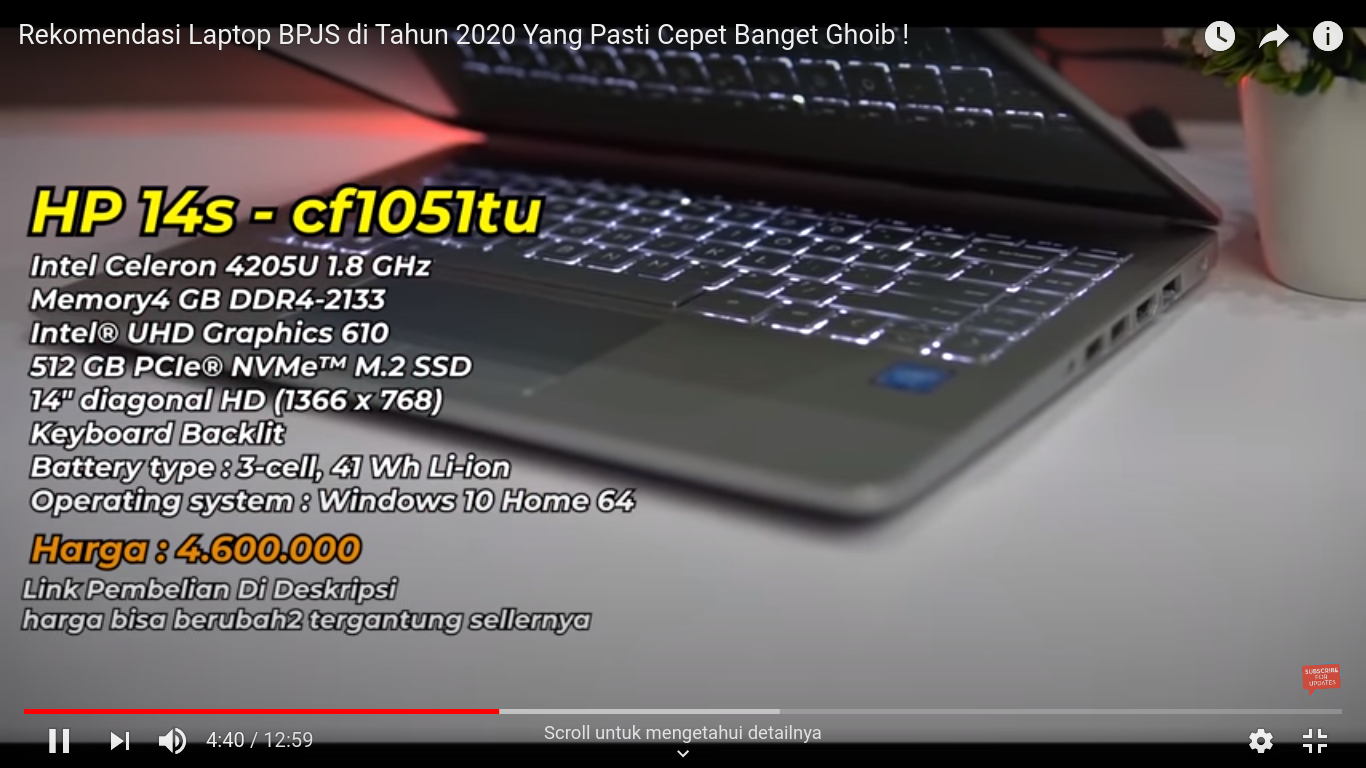 Rekomendasi Laptop BPJS di Tahun 2020 Yang Pasti Cepet Banget Ghoib !
HP 14s - cf1051tu
Intel Celeron 4205U 1.8 GHz
Memory4 GB DDR4-2133
Intel® UHD Graphics 610
512 GB PCIe® NVMe™ M.2 SSD
14" diagonal HD (1366 x 768)
Keyboard Backlit
Battery type : 3-cell, 41 Wh Li-ion
Operating system : Windows 10 Home 64
Harga : 4.600.000
Link Pembelian Di Deskripsi
harga bisa berubah2 tergantung sellernya
SUBSCRIBE
FOR
UPDATES
4:40 / 12:59
Scroll untuk mengetahui detailnya